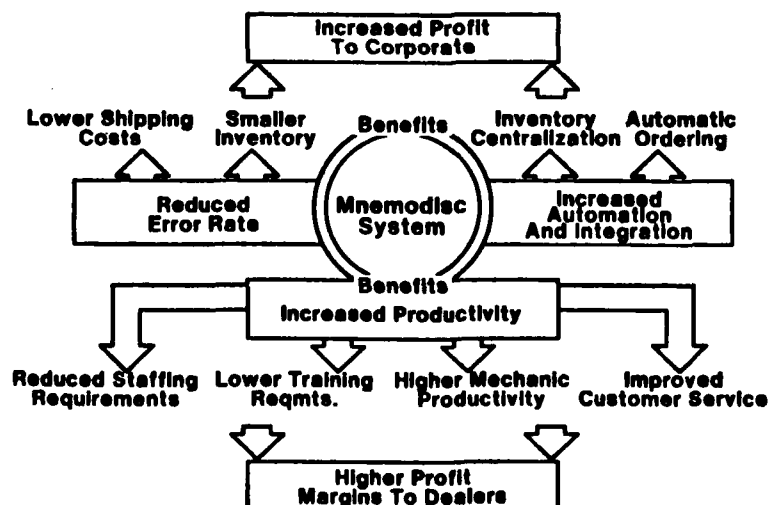 Increased Profit
To Corporate
Lower Shipping
Costs
Smaller
Inventory
Benefits
Inventory
Centralization
Automatic
Ordering
Reduced
Error Rate
Mnemodisc
System
Increased
Automation
And Integration
Benefits
Increased Productivity
Reduced Staffing
Requirements
Lower Training
Reqmts.
Higher Mechanic
Productivity
Improved
Customer Service
Higher Profit
Margins To Dealers